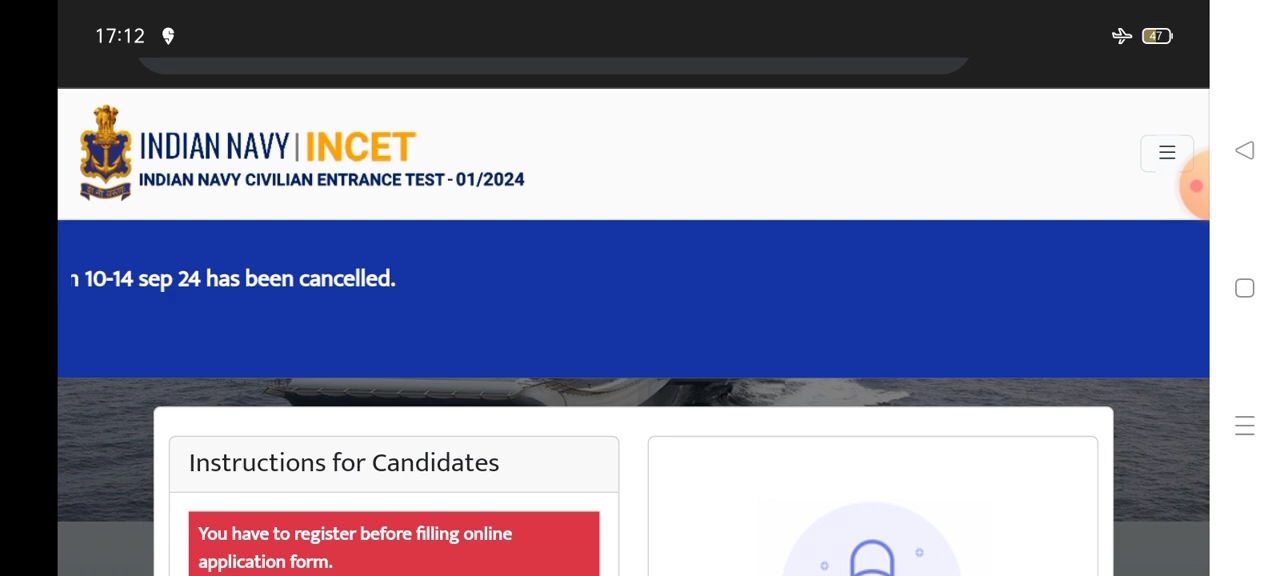 17:12
47
INDIAN NAVY | INCET
INDIAN NAVY CIVILIAN ENTRANCE TEST - 01/2024
10-14 sep 24 has been cancelled.
Instructions for Candidates
You have to register before filling online
application form.